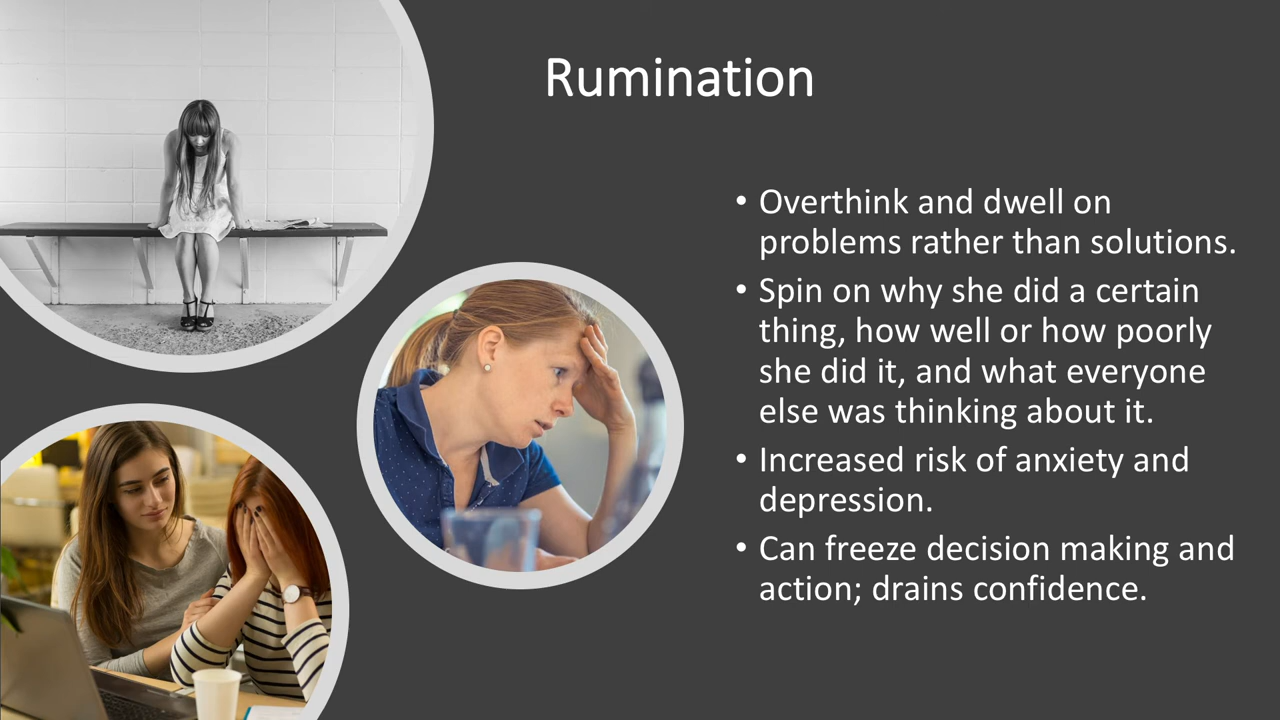 Rumination
• Overthink and dwell on
problems rather than solutions.
• Spin on why she did a certain
thing, how well or how poorly
she did it, and what everyone
else was thinking about it.
• Increased risk of anxiety and
depression.
• Can freeze decision making and
action; drains confidence.